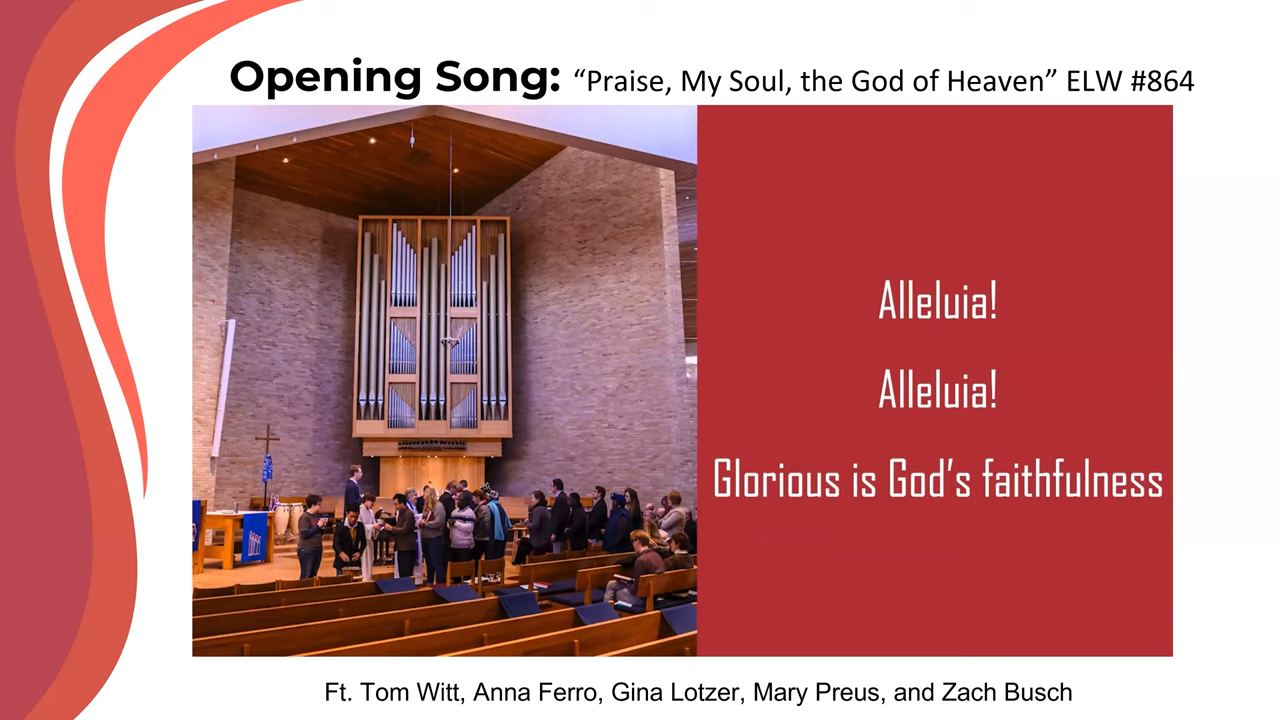 Opening Song: “Praise, My Soul, the God of Heaven” ELW #864
Alleluia!
Alleluia!
Glorious is God’s faithfulness
Ft. Tom Witt, Anna Ferro, Gina Lotzer, Mary Preus, and Zach Busch